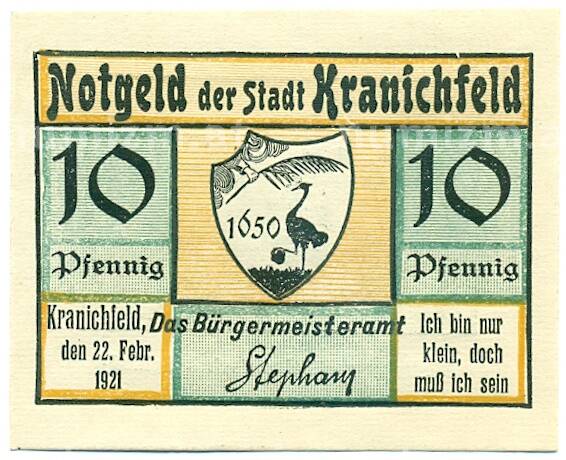 Notgeld der Stadt Kranichfeld
10
Pfennig
1650
10
Pfennig
Kranichfeld,
den 22. Febr.
1921
Das Bürgermeisteramt
Ich bin nur
klein, doch
muß ich sein